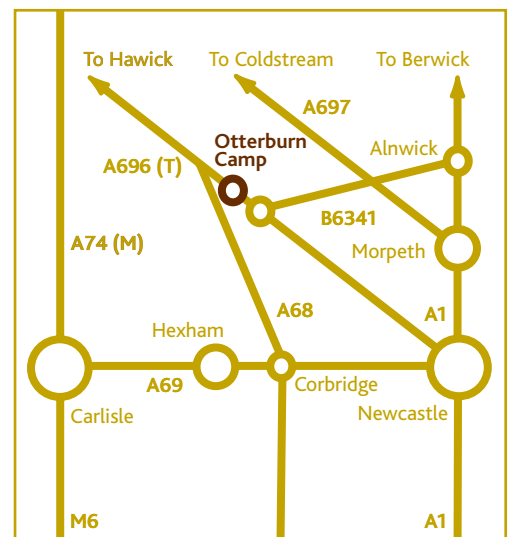 To Hawick
To Coldstream
To Berwick
A697
Otterburn
Camp
Alnwick
A696 (T)
B6341
A74 (M)
Morpeth
A68
A1
Hexham
A69
Corbridge
Carlisle
Newcastle
M6
A1